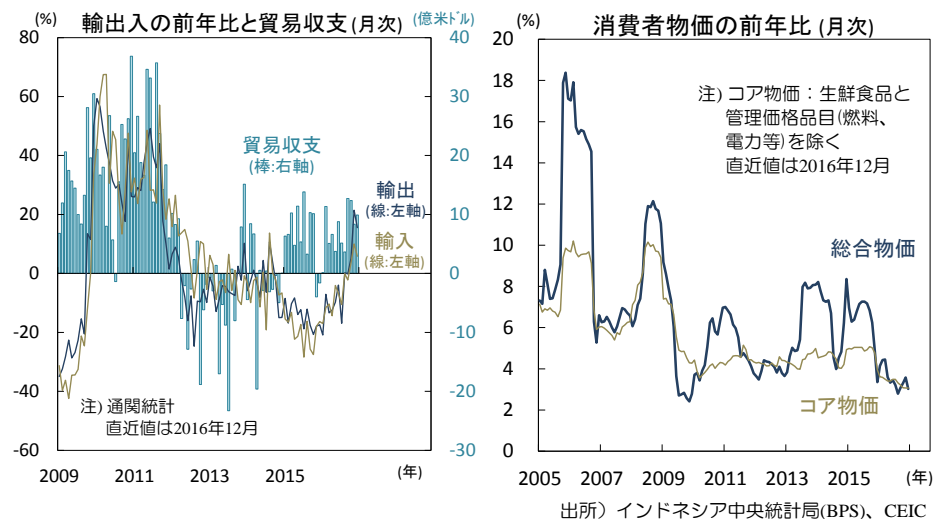 輸出入の前年比と貿易収支(月次)
(%)
(億米ドル)
80
60
40
20
0
-20
-40
-60
40
30
20
10
0
-10
-20
-30
貿易収支
(棒:右軸)
輸出
(線:左軸)
輸入
(線:左軸)
注) 通関統計
直近値は2016年12月
2009
2011
2013
2015
(年)
消費者物価の前年比 (月次)
(%)
20
18
16
14
12
10
8
6
4
2
0
注) コア物価：生鮮食品と
管理価格品目(燃料、
電力等)を除く
直近値は2016年12月
総合物価
コア物価
2005
2007
2009
2011
2013
2015
(年)
出所）インドネシア中央統計局(BPS)、CEIC